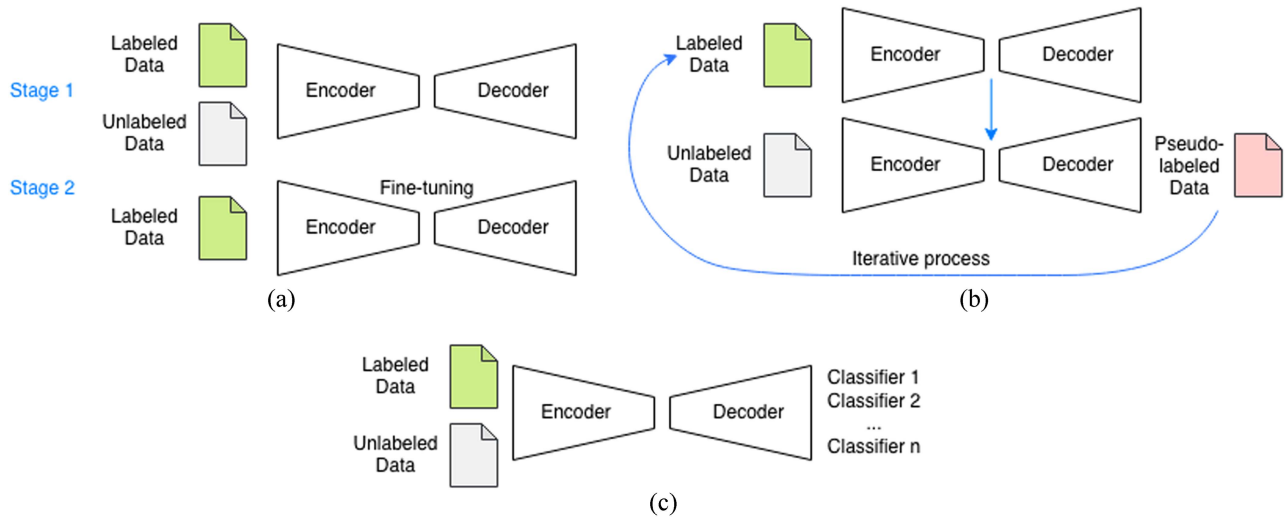 Labeled
Data
Stage 1
Encoder
Decoder
Unlabeled
Data
Stage 2
Fine-tuning
Labeled
Data
Encoder
Decoder
(a)
Labeled
Data
Encoder
Decoder
Unlabeled
Data
Encoder
Decoder
Pseudo-
labeled
Data
Iterative process
(b)
Labeled
Data
Encoder
Decoder
Classifier 1
Classifier 2
...
Classifier n
Unlabeled
Data
(c)